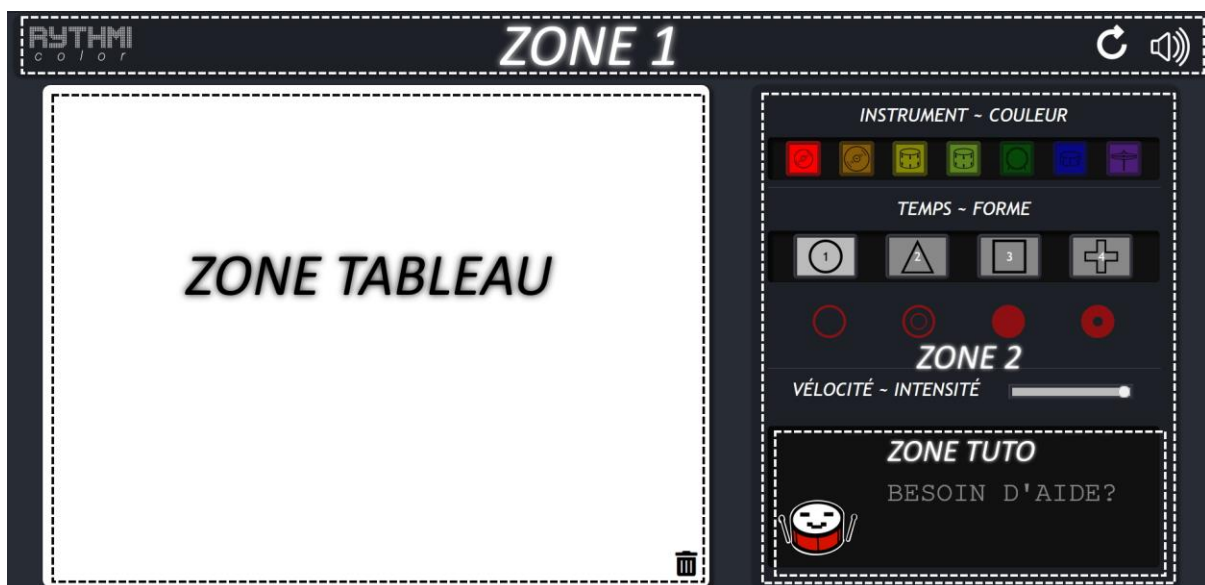 RYTHMI
color
ZONE 1
ZONE TABLEAU
INSTRUMENT ~ COULEUR
TEMPS ~ FORME
1
2
3
4
ZONE 2
VÉLOCITÉ ~ INTENSITÉ
ZONE TUTO
BESOIN D'AIDE?